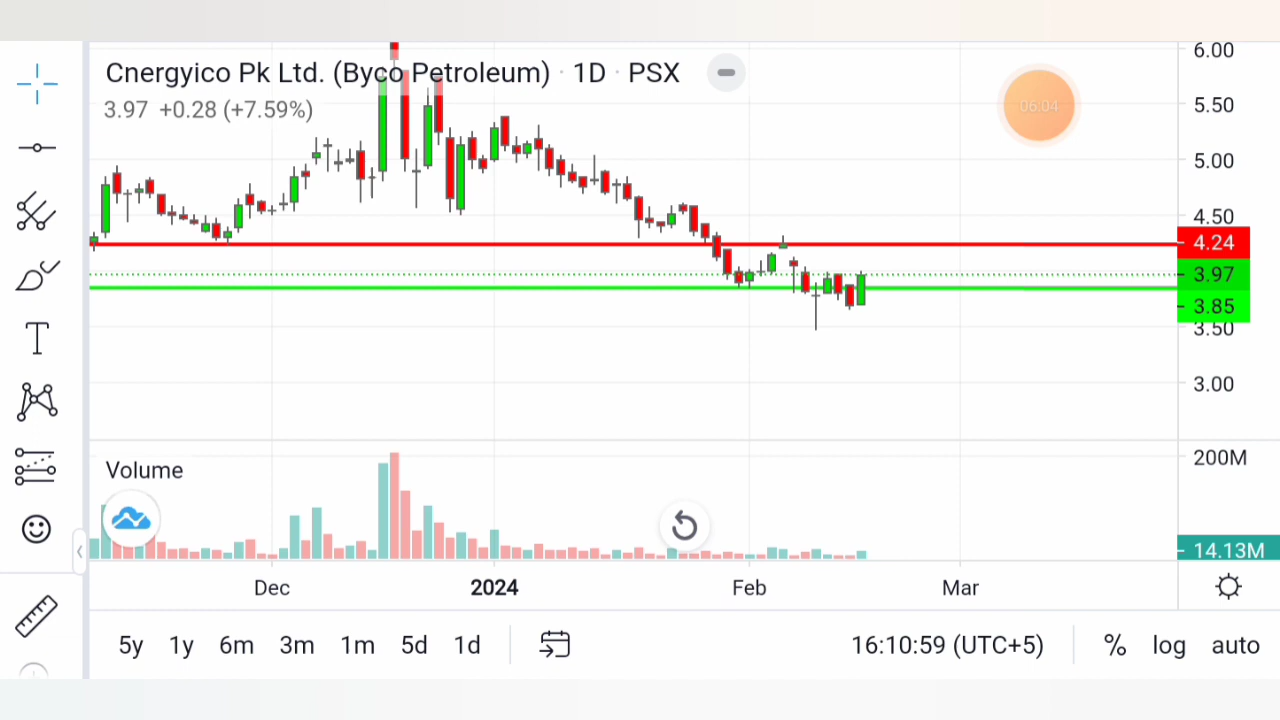 Cnergyico Pk Ltd. (Byco Petroleum) · 1D · PSX
3.97 +0.28 (+7.59%)
06:04
6.00
5.50
5.00
4.50
4.24
3.97
3.85
3.50
3.00
T
Volume
200M
14.13M
Dec 2024 Feb Mar
5y 1y 6m 3m 1m 5d 1d 16:10:59 (UTC+5) % log auto